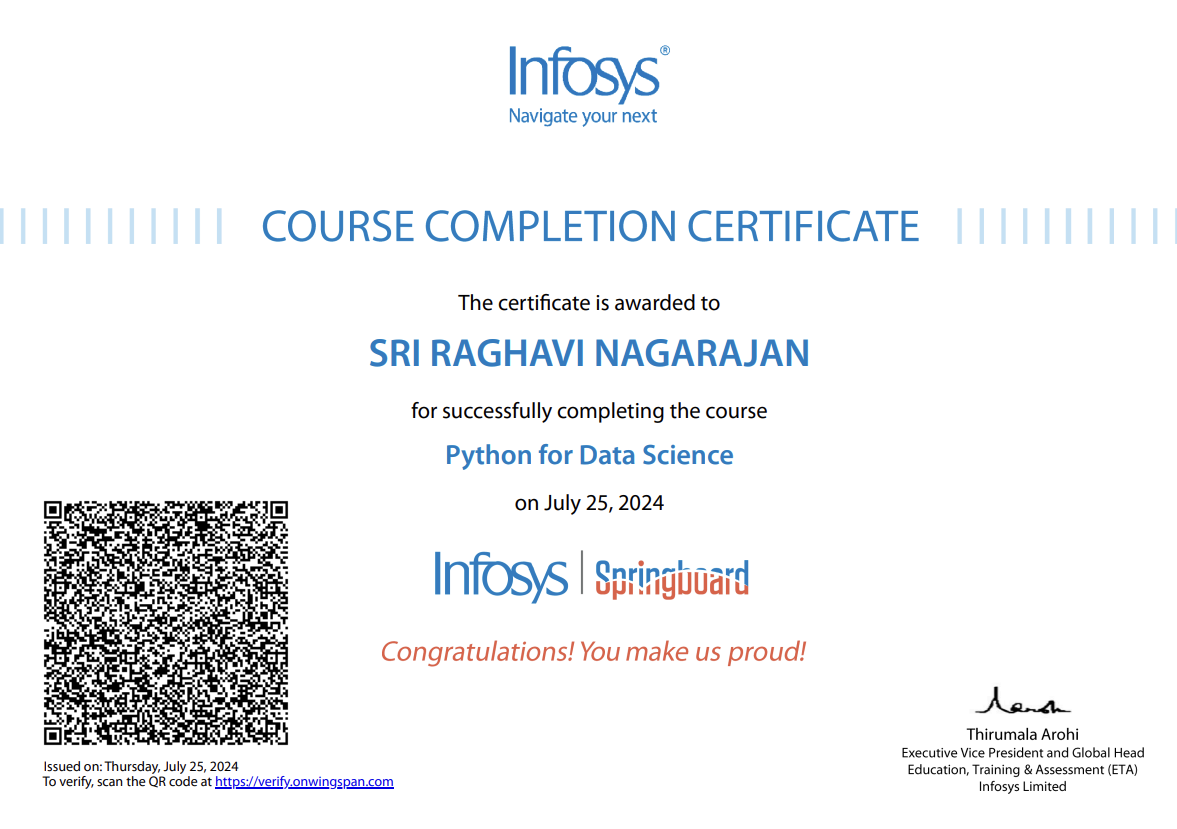 Infosys®
Navigate your next
COURSE COMPLETION CERTIFICATE
The certificate is awarded to
SRI RAGHAVI NAGARAJAN
for successfully completing the course
Python for Data Science
on July 25, 2024
Infosys | Springboard
Congratulations! You make us proud!
Issued on: Thursday, July 25, 2024
To verify, scan the QR code at https://verify.onwingspan.com
Thirumala Arohi
Executive Vice President and Global Head
Education, Training & Assessment (ETA)
Infosys Limited